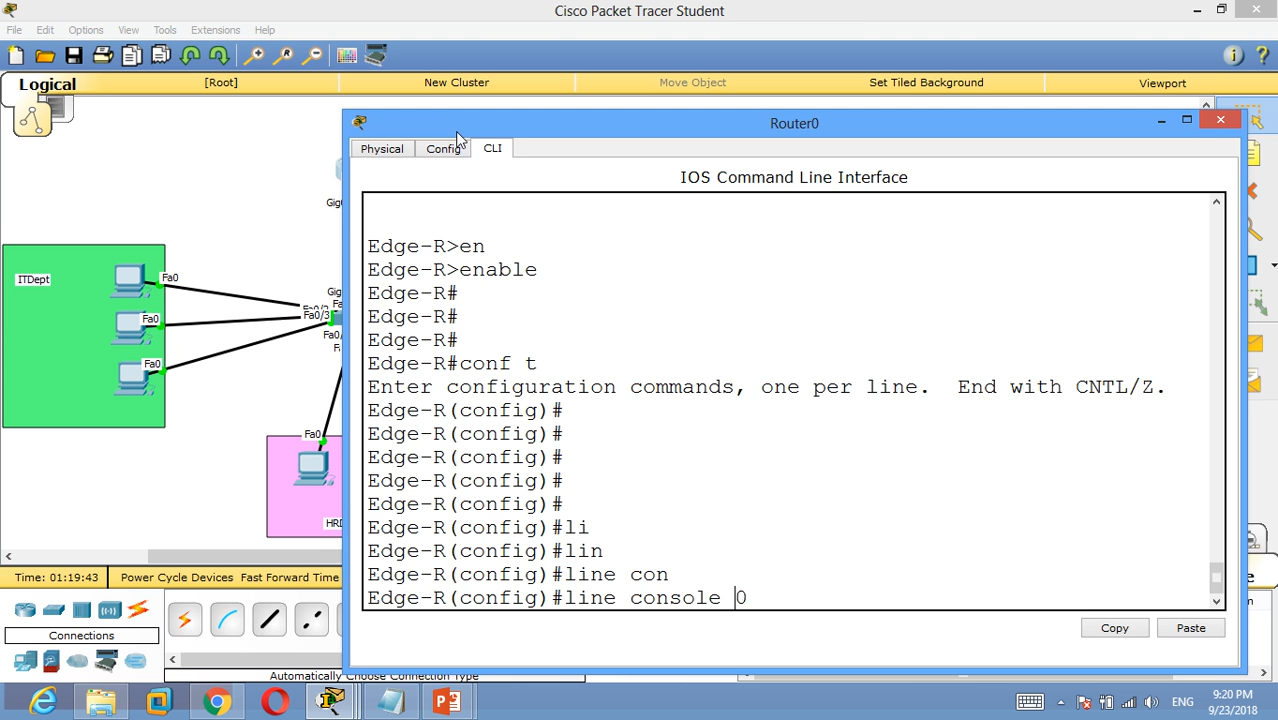 Cisco Packet Tracer Student
File Edit Options View Tools Extensions Help
Logical [Root] New Cluster Move Object Set Tiled Background Viewport
Router0
Physical Config CLI
IOS Command Line Interface
Edge-R>en
Edge-R>enable
Edge-R#
Edge-R#
Edge-R#
Edge-R#conf t
Enter configuration commands, one per line. End with CNTL/Z.
Edge-R(config)#
Edge-R(config)#
Edge-R(config)#
Edge-R(config)#
Edge-R(config)#
Edge-R(config)#li
Edge-R(config)#lin
Edge-R(config)#line con
Edge-R(config)#line console 0
Copy Paste
ITDept
Fa0
Fa0
Fa0
Fa0/3
Fa0
Time: 01:19:43 Power Cycle Devices Fast Forward Time
Connections
Automatically Choose Connection Type
ENG
9:20 PM
9/23/2018